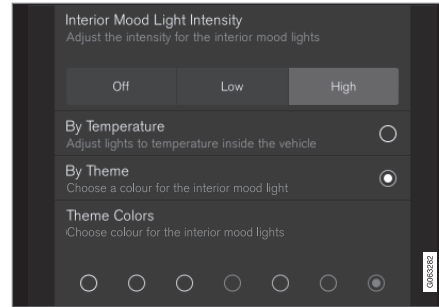 Interior Mood Light Intensity
Adjust the intensity for the interior mood lights
Off Low High
By Temperature
Adjust lights to temperature inside the vehicle
By Theme
Choose a colour for the interior mood light
Theme Colors
Choose colour for the interior mood lights
G063282